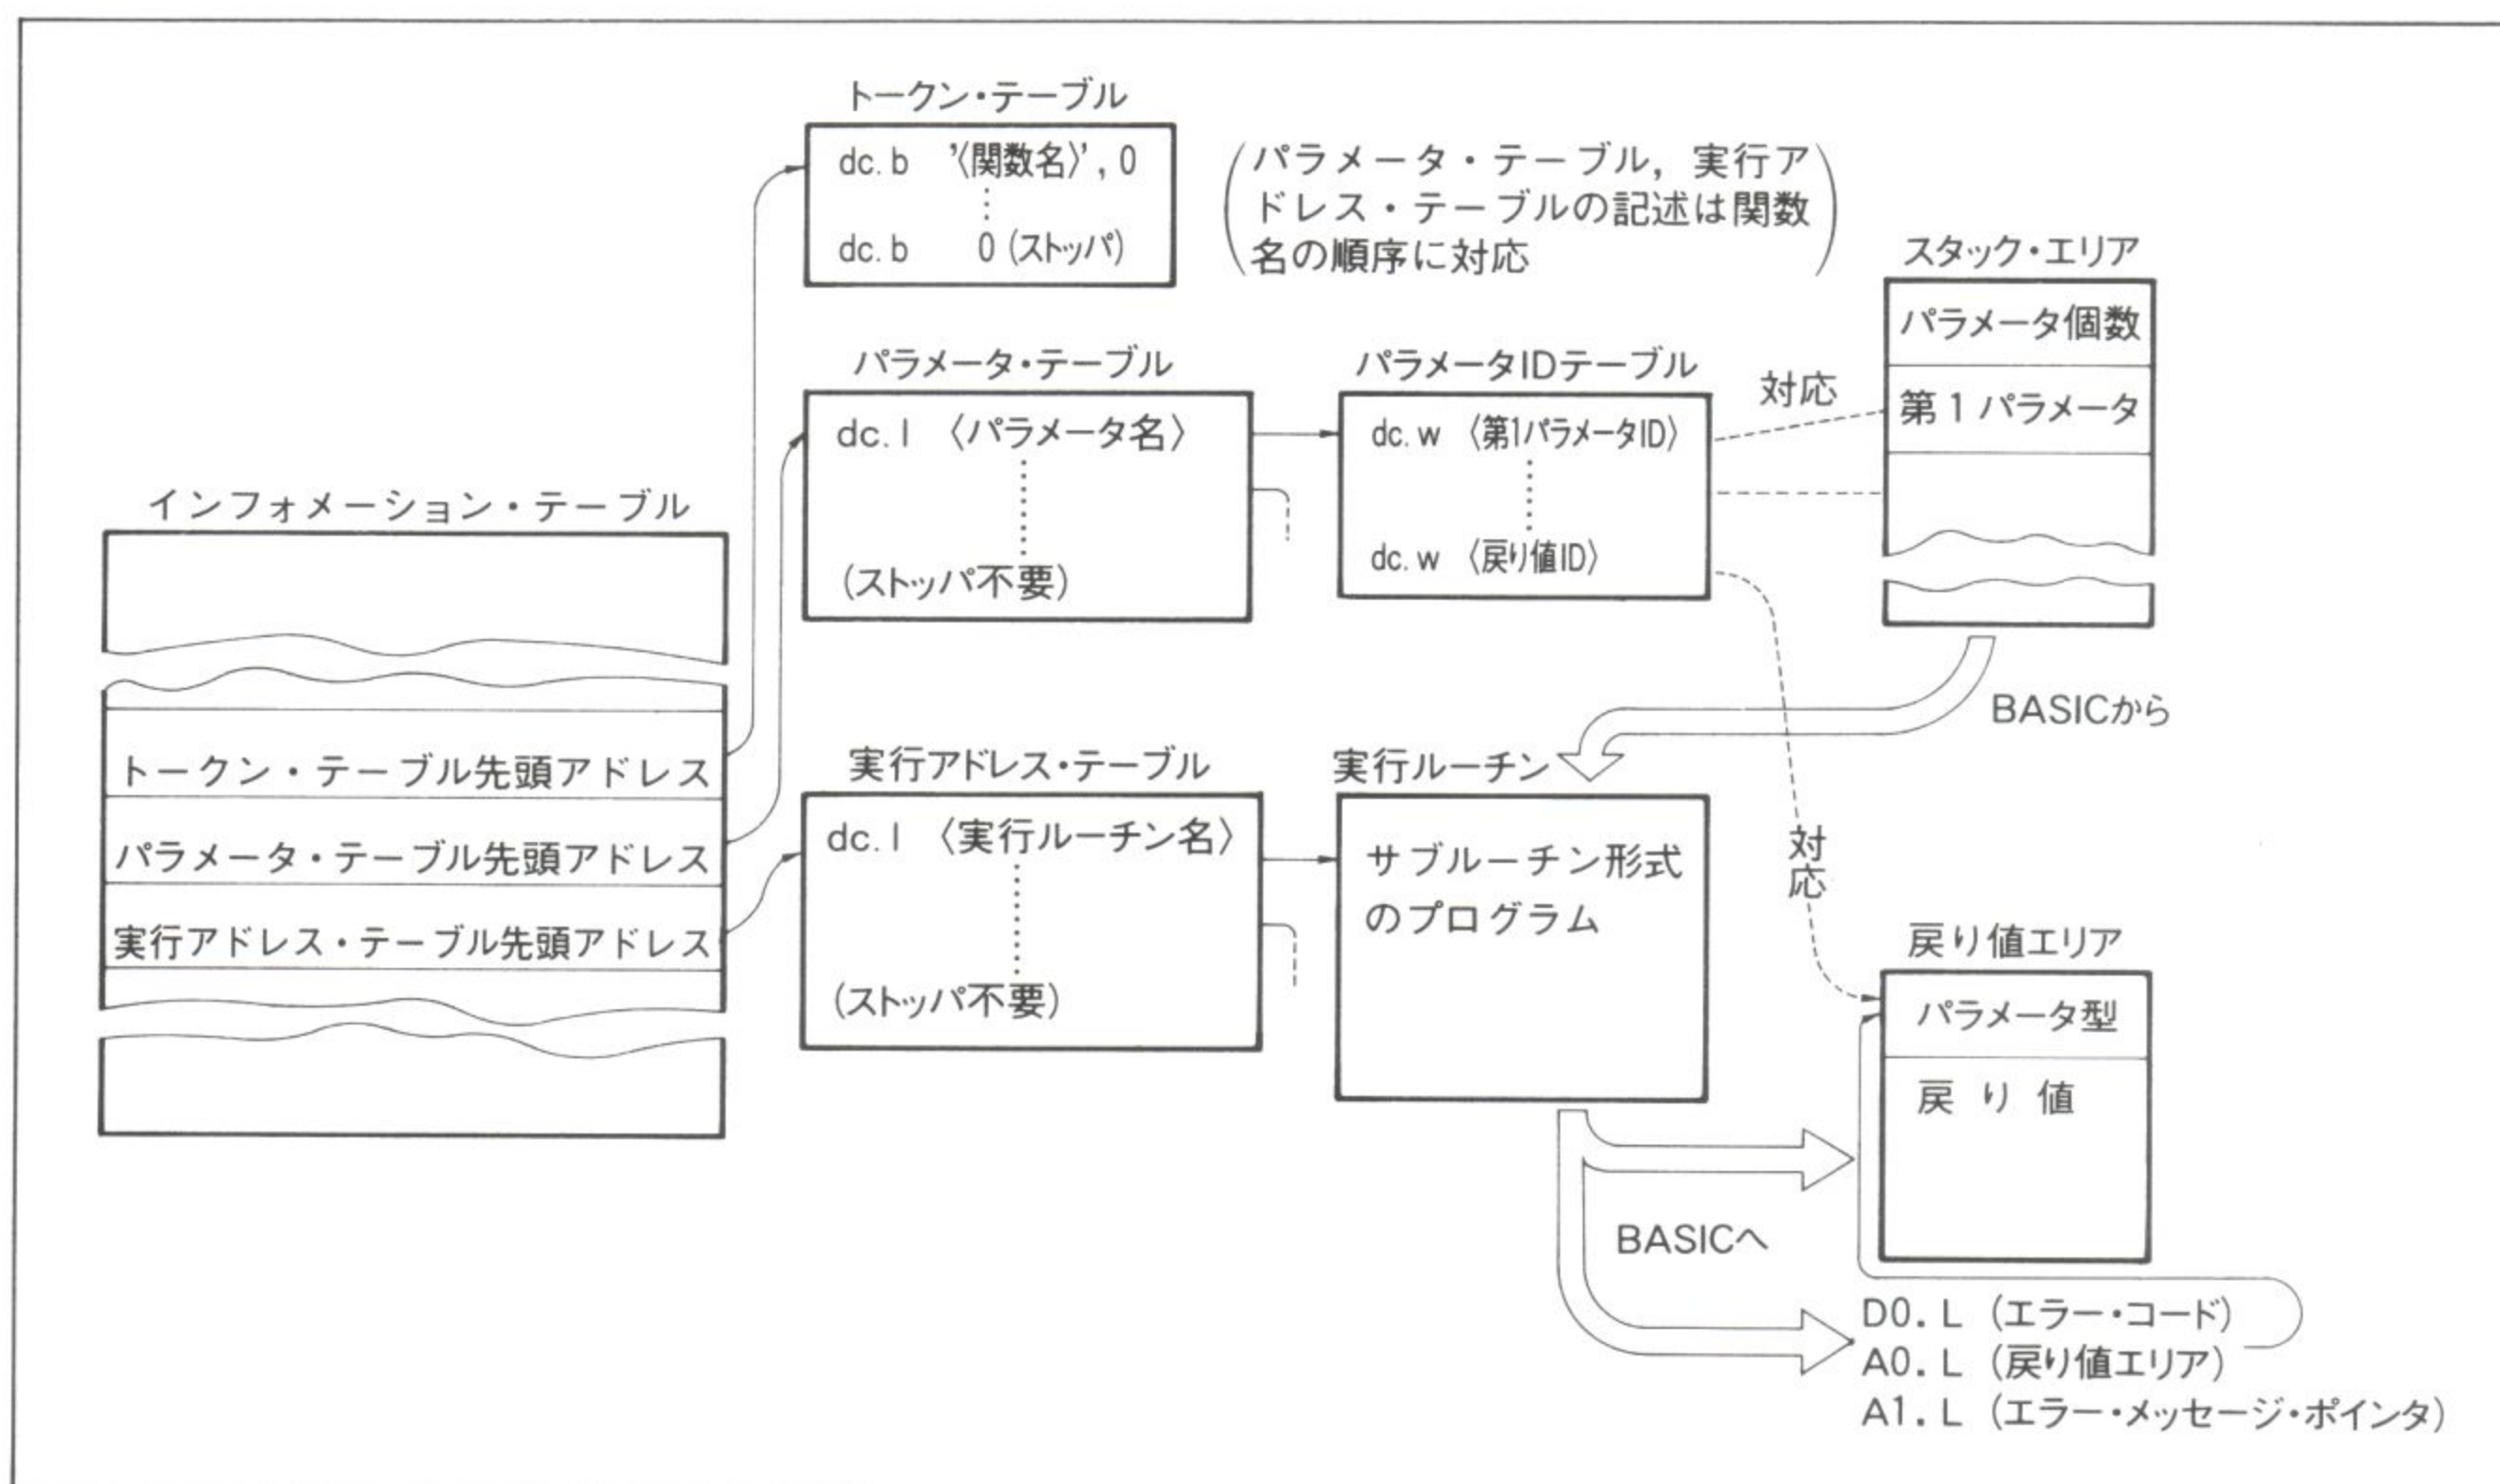 トークン・テーブル
dc.b '〈関数名〉', 0
dc.b 0 (ストッパ)
(パラメータ・テーブル, 実行ア
ドレス・テーブルの記述は関数
名の順序に対応)
スタック・エリア
パラメータ個数
第1パラメータ
パラメータ・テーブル
dc.l 〈パラメータ名〉
(ストッパ不要)
パラメータIDテーブル
dc.w 〈第1パラメータID〉
dc.w 〈戻り値ID〉
対応
インフォメーション・テーブル
トークン・テーブル先頭アドレス
パラメータ・テーブル先頭アドレス
実行アドレス・テーブル先頭アドレス
BASICから
実行アドレス・テーブル
dc.l 〈実行ルーチン名〉
(ストッパ不要)
実行ルーチン
サブルーチン形式
のプログラム
対応
戻り値エリア
パラメータ型
戻り値
BASICへ
D0.L (エラー・コード)
A0.L (戻り値エリア)
A1.L (エラー・メッセージ・ポインタ)